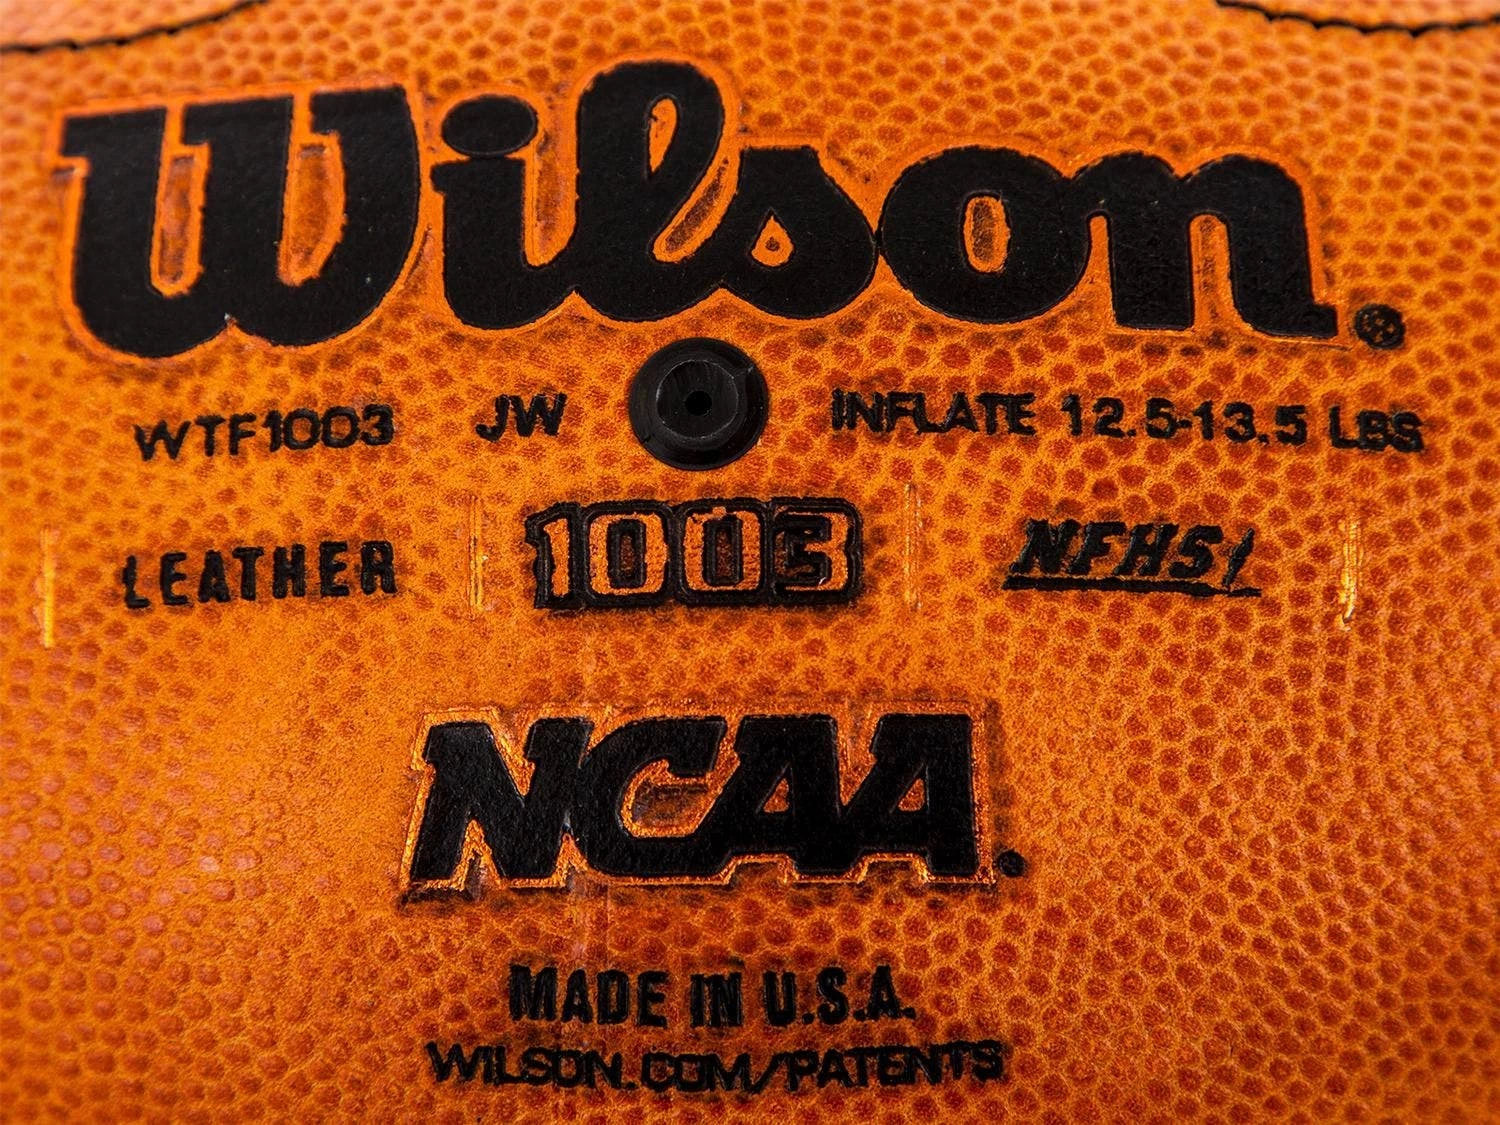 Wilson®
WTF1003 JW INFLATE 12.5-13.5 LBS
LEATHER 1003 NFHS
NCAA®
MADE IN U.S.A.
WILSON.COM/PATENTS